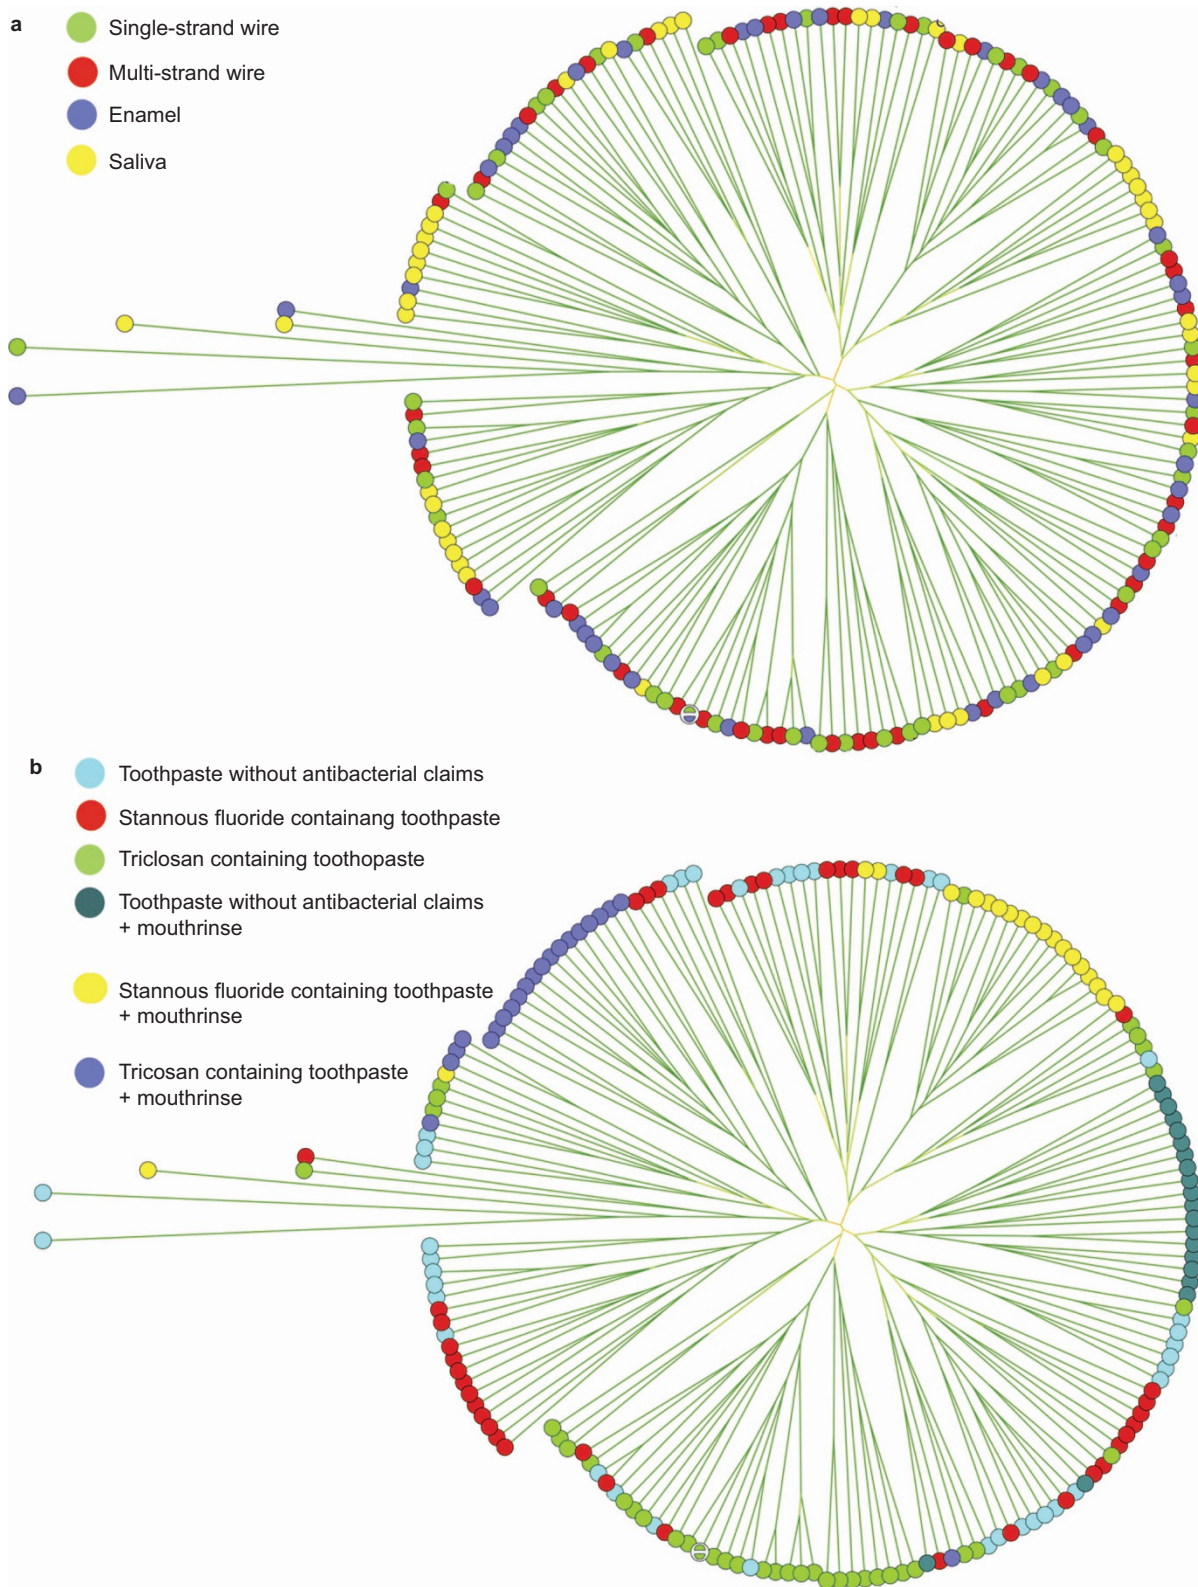 a
Single-strand wire
Multi-strand wire
Enamel
Saliva
b
Toothpaste without antibacterial claims
Stannous fluoride containang toothpaste
Triclosan containing toothopaste
Toothpaste without antibacterial claims
+ mouthrinse
Stannous fluoride containing toothpaste
+ mouthrinse
Tricosan containing toothpaste
+ mouthrinse